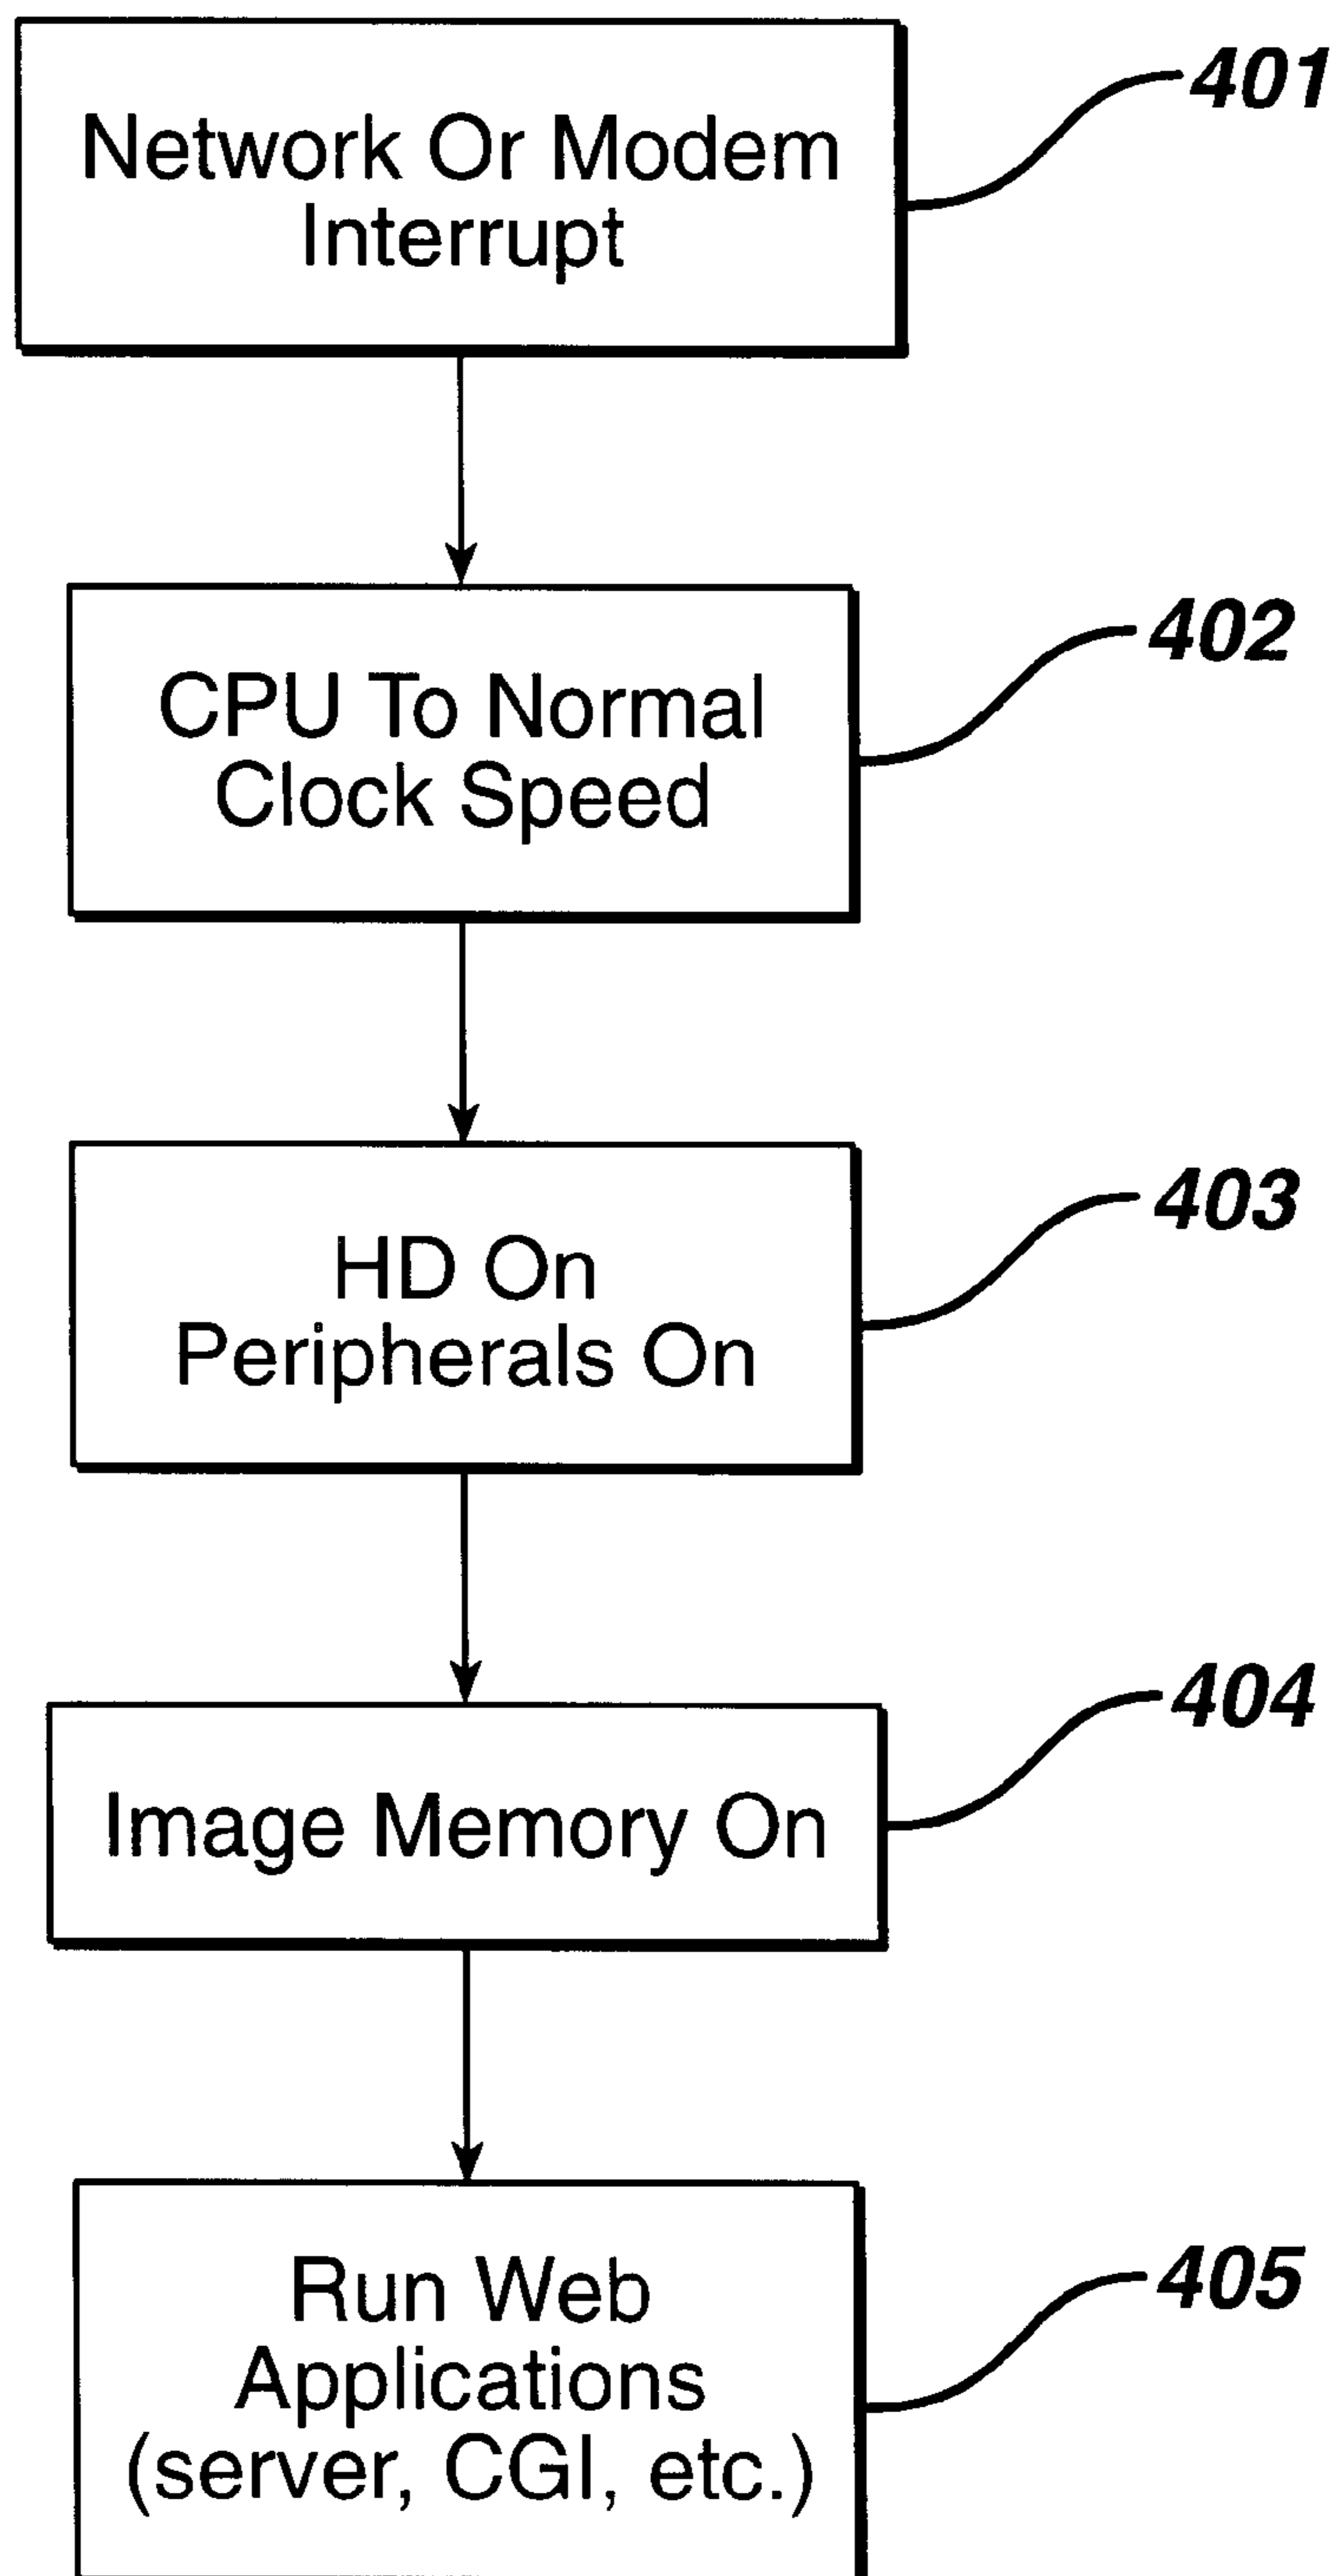 Network Or Modem
Interrupt
401
CPU To Normal
Clock Speed
402
HD On
Peripherals On
403
Image Memory On
404
Run Web
Applications
(server, CGI, etc.)
405